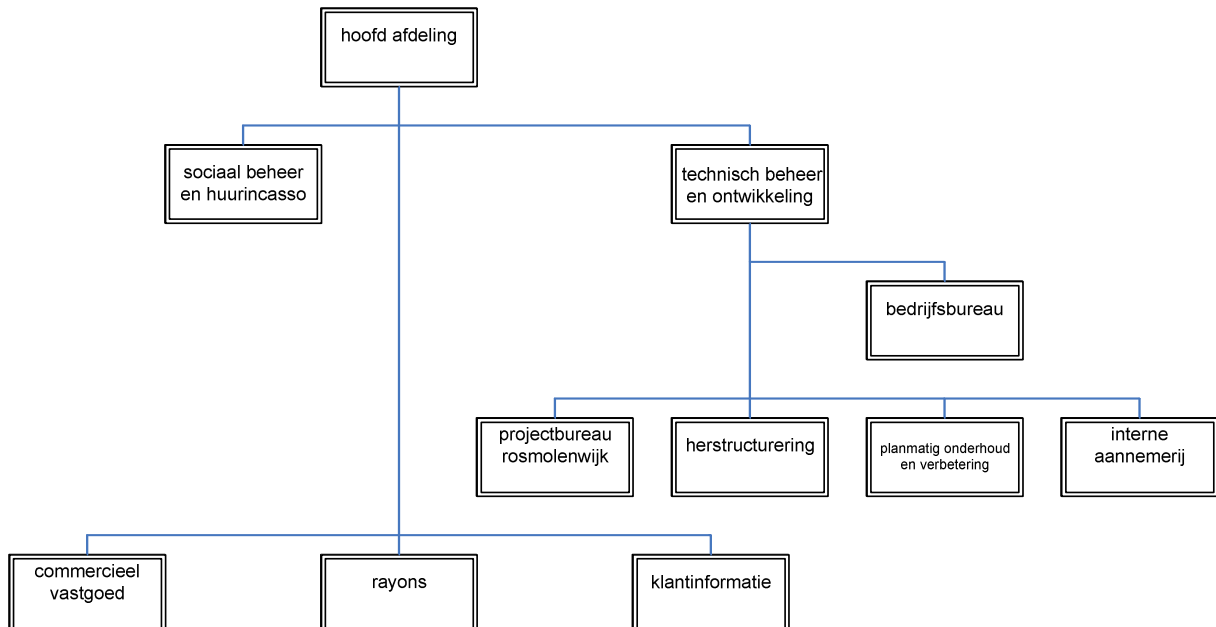 hoofd afdeling
sociaal beheer
en huurincasso
technisch beheer
en ontwikkeling
bedrijfsbureau
projectbureau
rosmolenwijk
herstructurering
planmatig onderhoud
en verbetering
interne
aannemerij
commercieel
vastgoed
rayons
klantinformatie